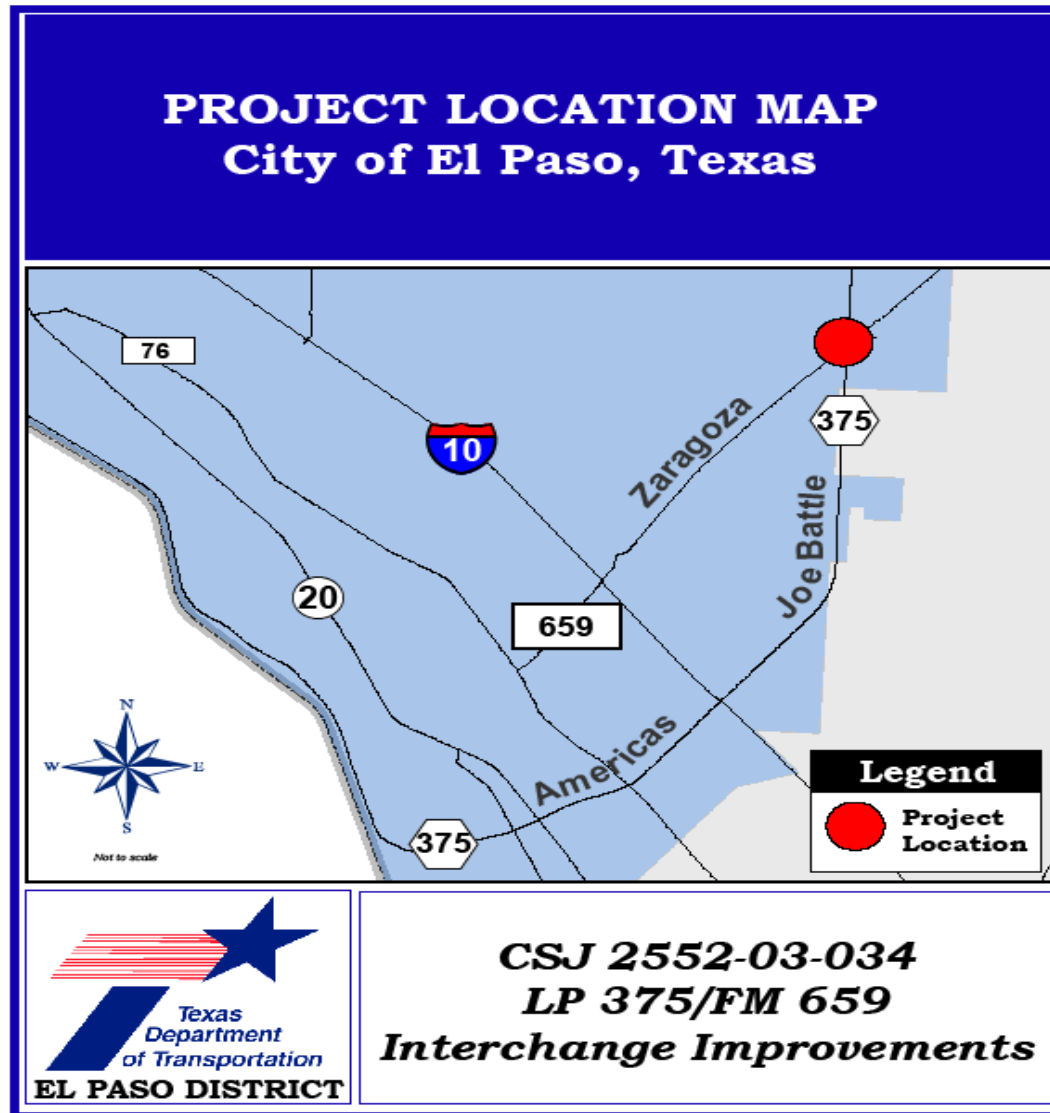 PROJECT LOCATION MAP
City of El Paso, Texas
76
10
Zaragoza
375
Joe Battle
20
659
Americas
375
N
W
E
S
Not to scale
Legend
Project
Location
Texas
Department
of Transportation
EL PASO DISTRICT
CSJ 2552-03-034
LP 375/FM 659
Interchange Improvements